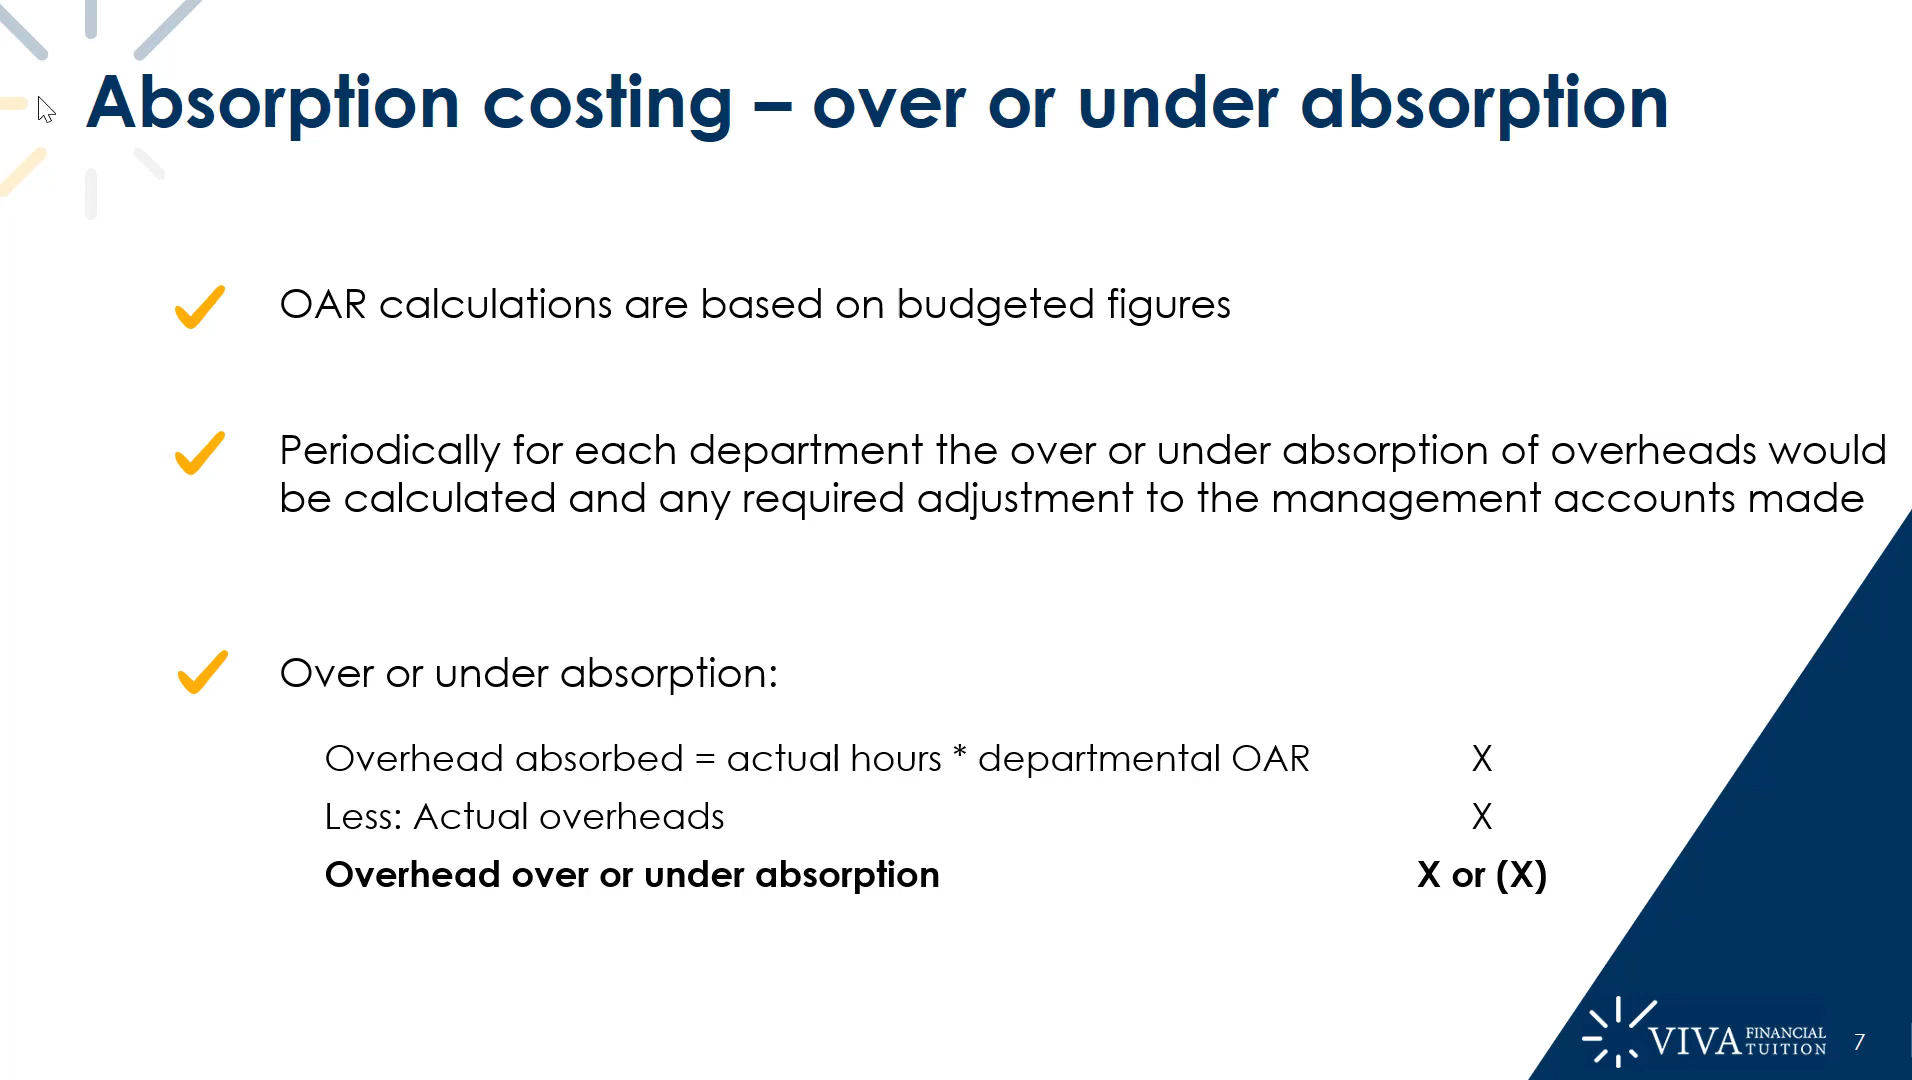 Absorption costing – over or under absorption
OAR calculations are based on budgeted figures
Periodically for each department the over or under absorption of overheads would
be calculated and any required adjustment to the management accounts made
Over or under absorption:
Overhead absorbed = actual hours * departmental OAR X
Less: Actual overheads X
Overhead over or under absorption X or (X)
VIVA FINANCIAL TUITION 7